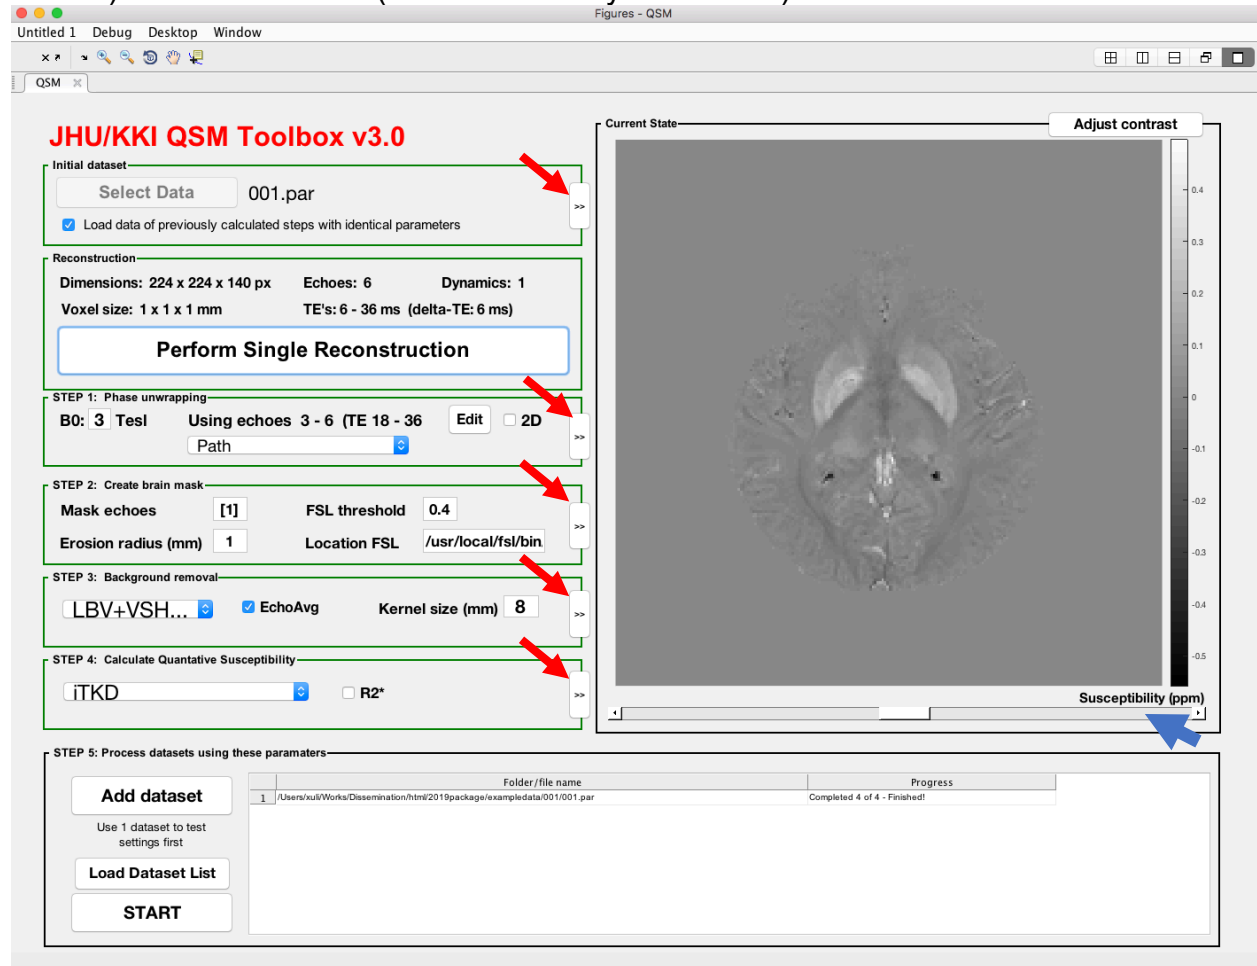 Figures - QSM
Untitled 1 Debug Desktop Window
QSM
JHU/KKI QSM Toolbox v3.0
Initial dataset
Select Data 001.par
Load data of previously calculated steps with identical parameters
>>
Reconstruction
Dimensions: 224 x 224 x 140 px Echoes: 6 Dynamics: 1
Voxel size: 1 x 1 x 1 mm TE's: 6 - 36 ms (delta-TE: 6 ms)
Perform Single Reconstruction
STEP 1: Phase unwrapping
B0: 3 Tesl Using echoes 3 - 6 (TE 18 - 36 Edit 2D
Path
>>
STEP 2: Create brain mask
Mask echoes [1] FSL threshold 0.4
Erosion radius (mm) 1 Location FSL /usr/local/fsl/bin
>>
STEP 3: Background removal
LBV+VSH... EchoAvg Kernel size (mm) 8
>>
STEP 4: Calculate Quantative Susceptibility
iTKD R2*
>>
Current State
Adjust contrast
0.4
0.3
0.2
0.1
0
-0.1
-0.2
-0.3
-0.4
-0.5
Susceptibility (ppm)
STEP 5: Process datasets using these paramaters
Add dataset
Use 1 dataset to test
settings first
Load Dataset List
START
Folder/file name Progress
1 /Users/xuli/Works/Dissemination/html/2019package/exampledata/001/001.par Completed 4 of 4 - Finished!